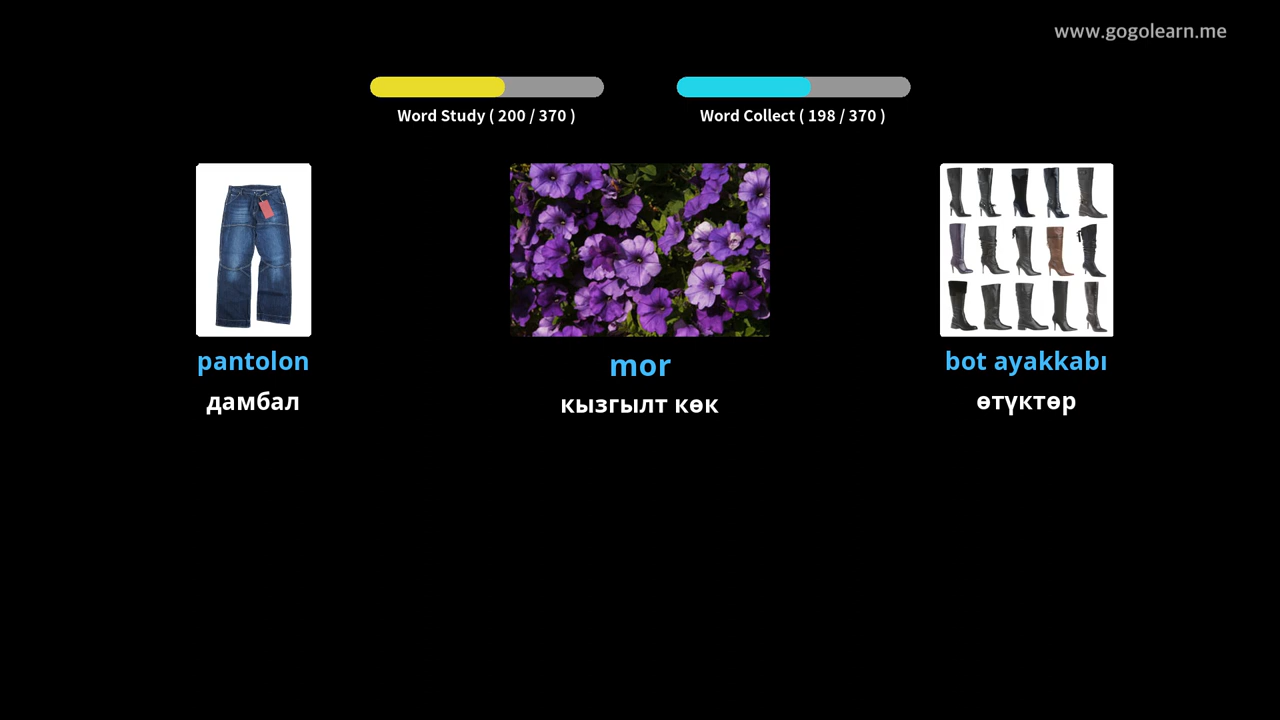 www.gogolearn.me
Word Study ( 200 / 370 )
Word Collect ( 198 / 370 )
pantolon
mor
bot ayakkabı
дамбал
кызгылт көк
өтүктөр